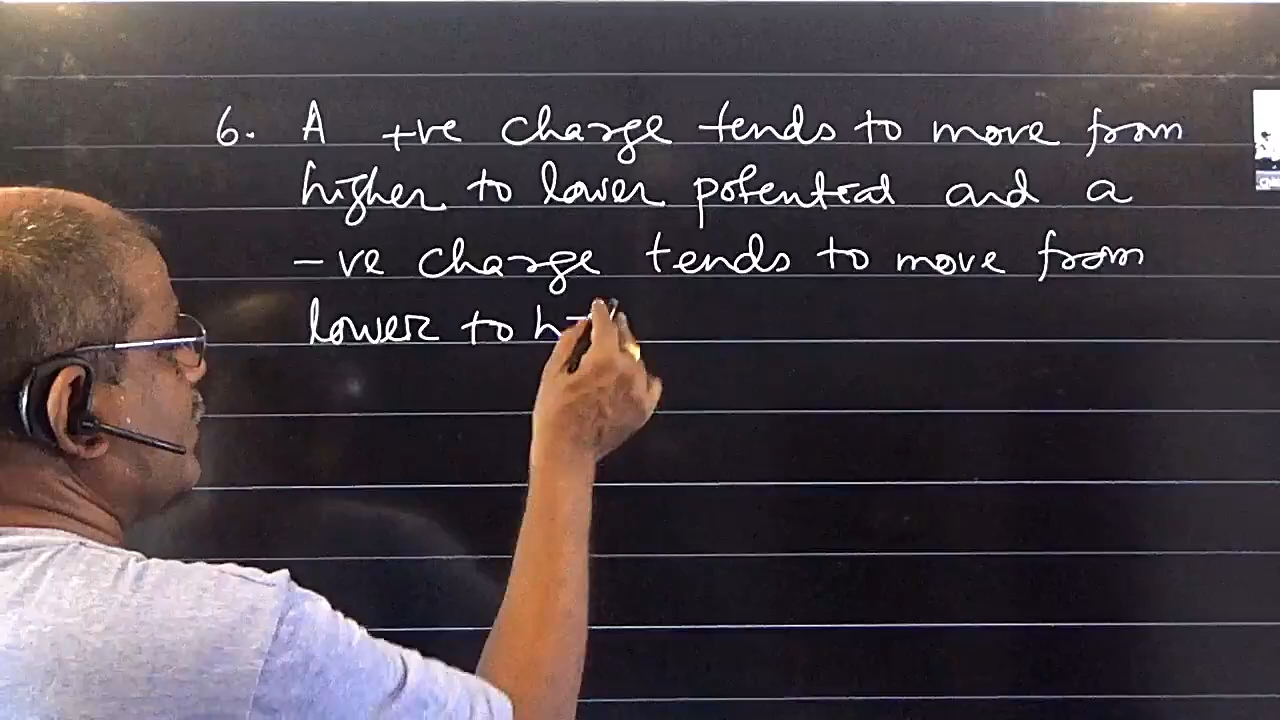 6. A +ve charge tends to move from
higher to lower potential and a
-ve charge tends to move from
lower to